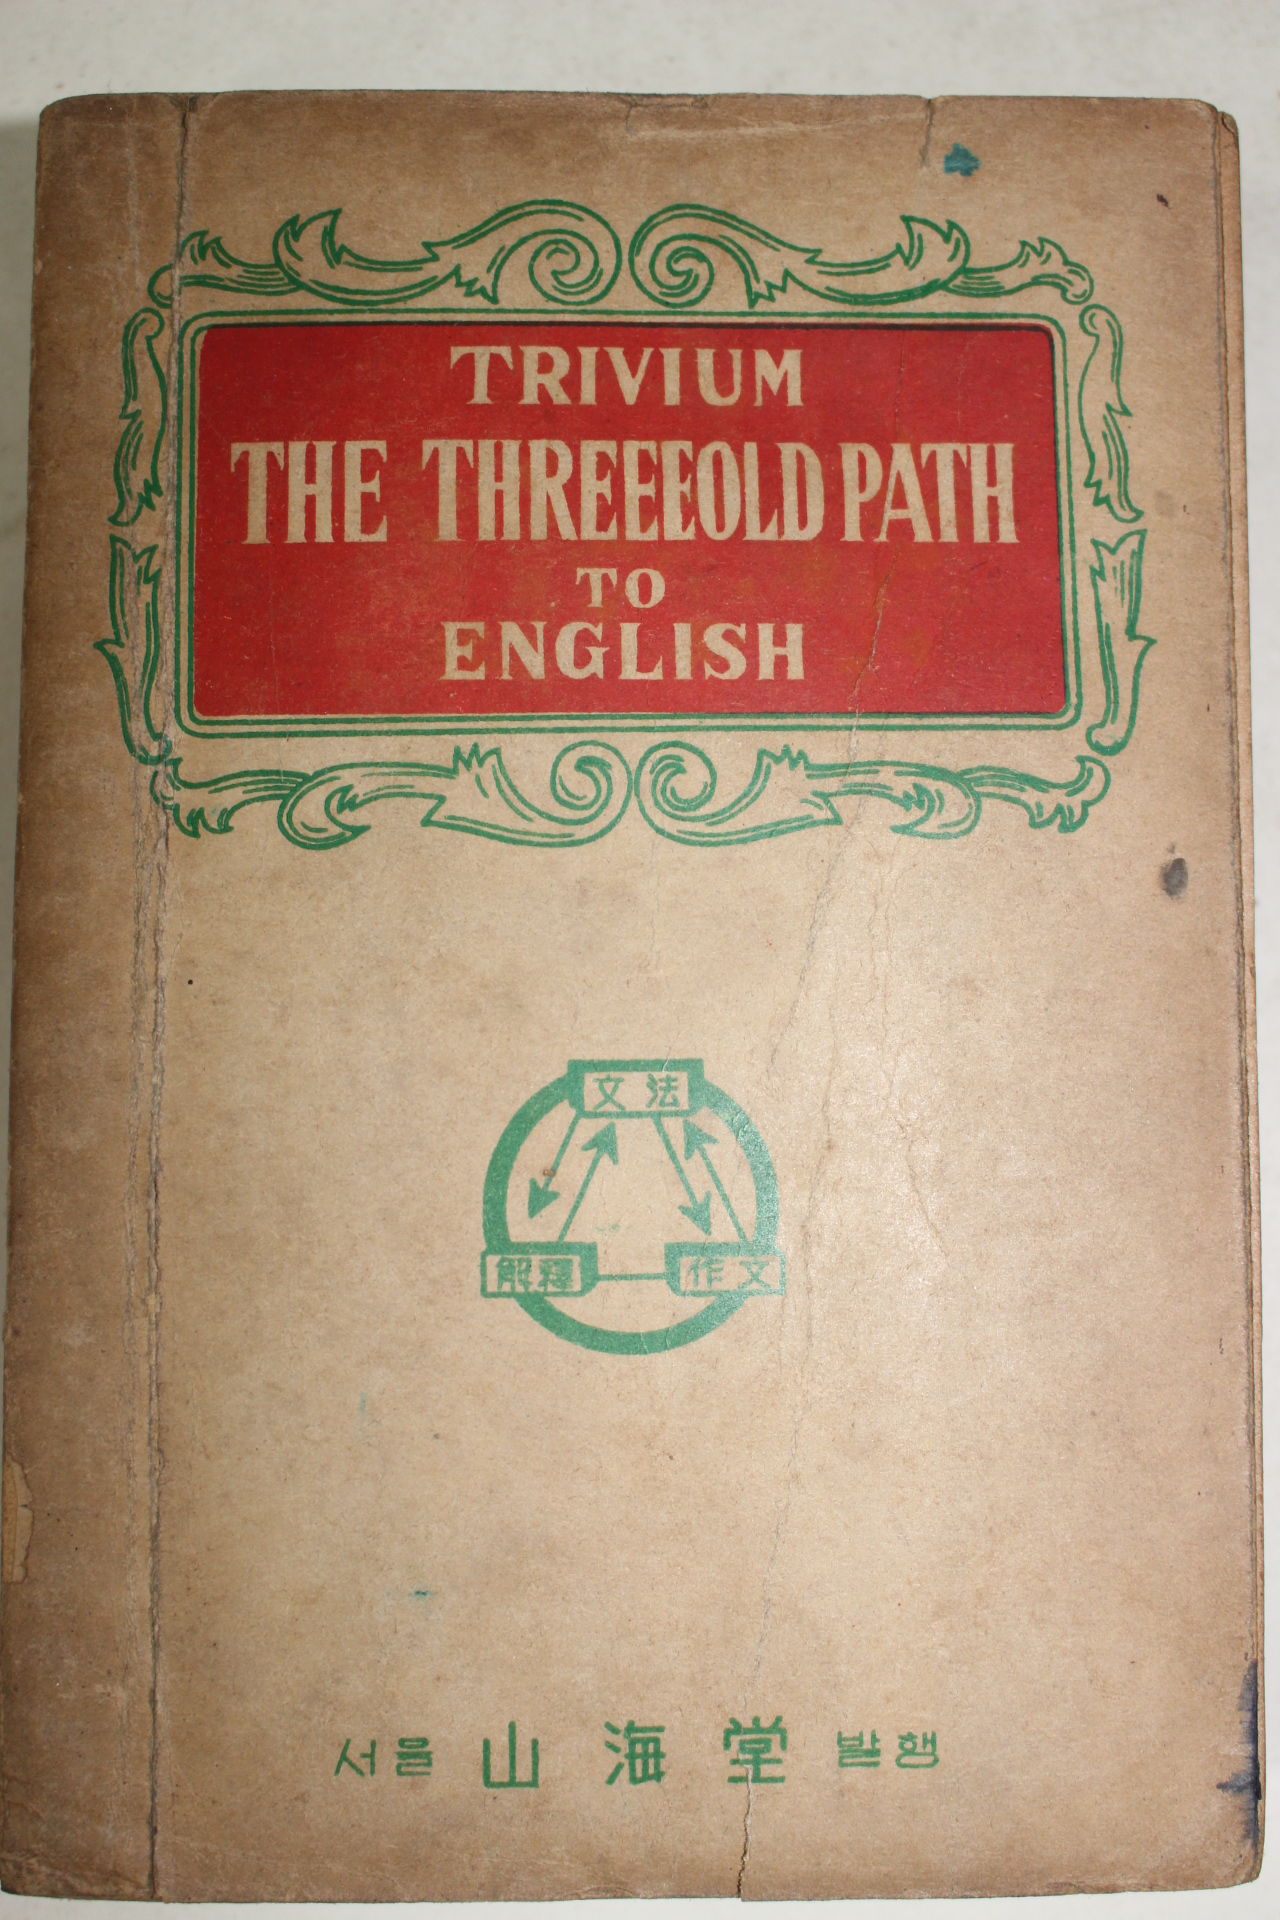 TRIVIUM
THE THREEEOLD PATH
TO
ENGLISH
文法
解釋 作文
서울 山海堂 발행